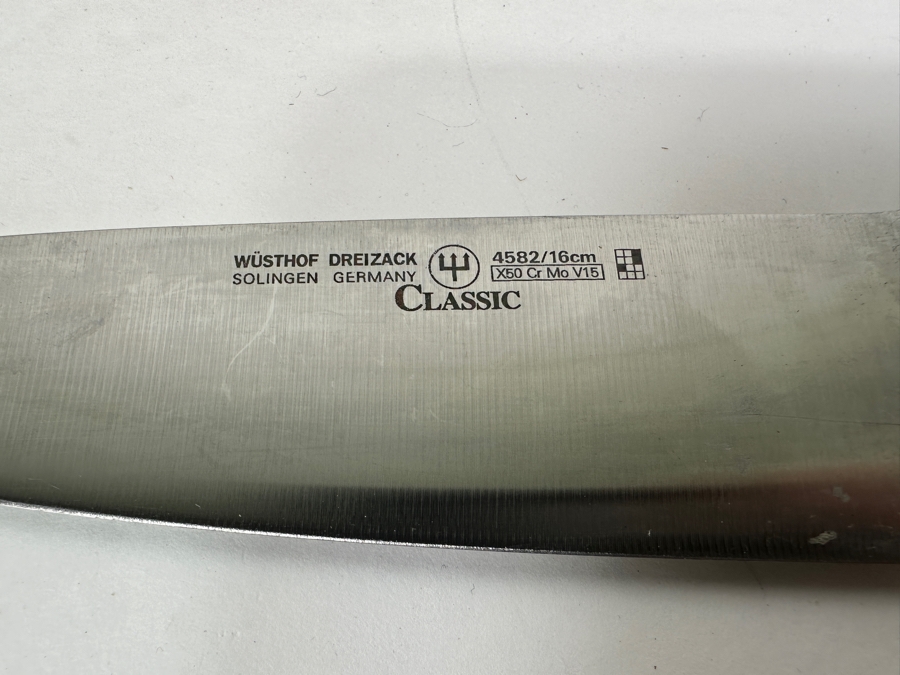 WÜSTHOF DREIZACK
SOLINGEN GERMANY
4582/16cm
X50 Cr Mo V15
CLASSIC